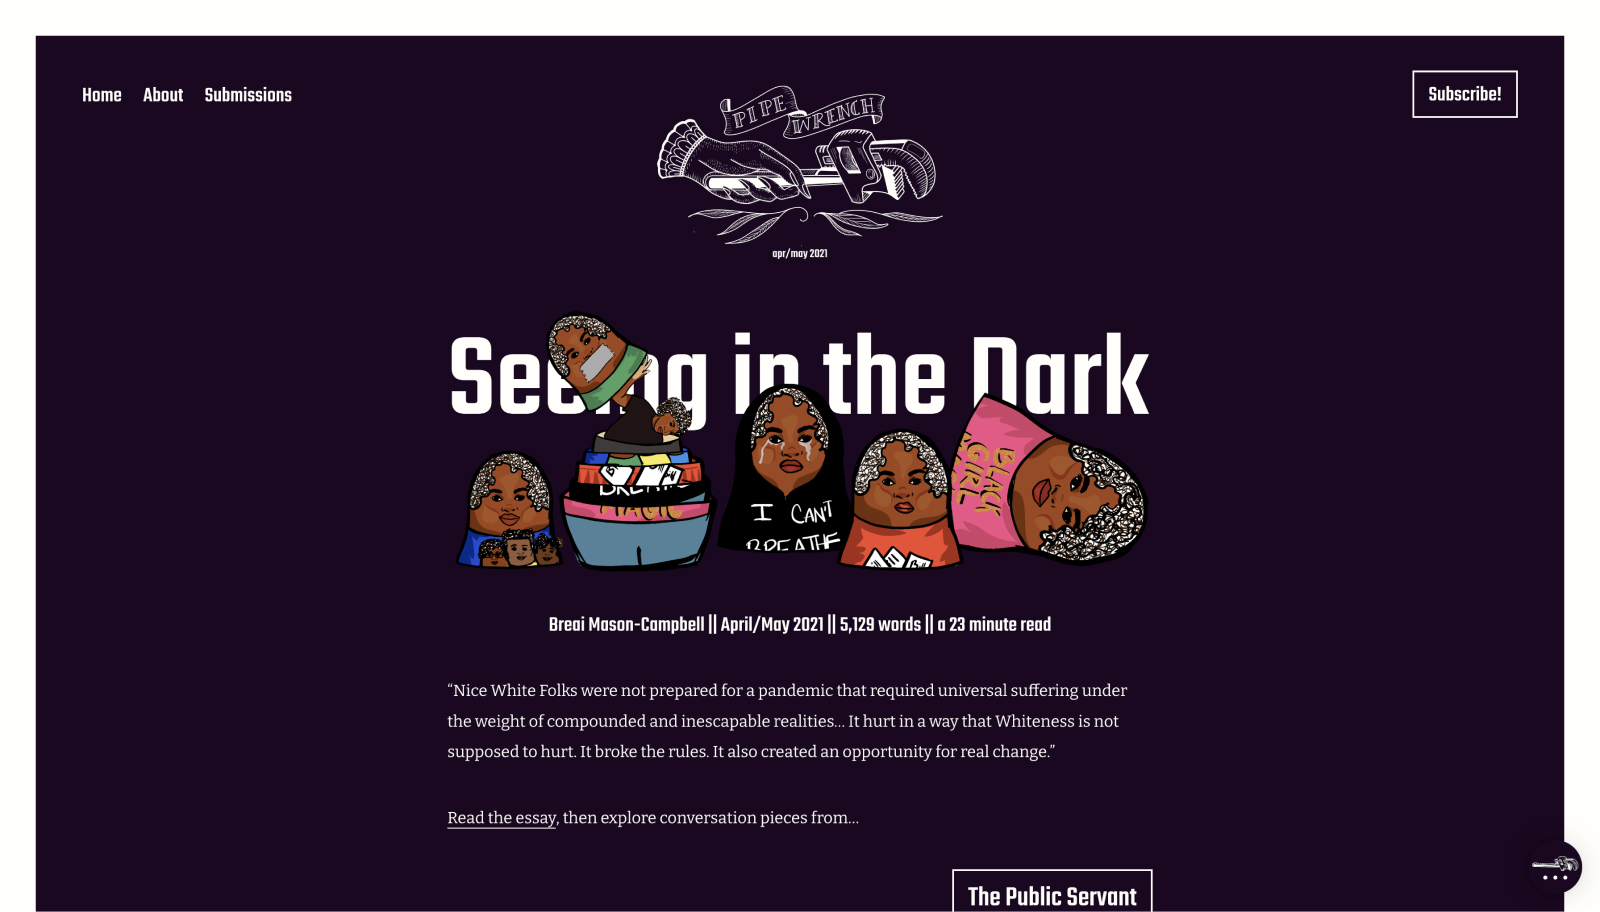 Home About Submissions
Subscribe!
PIPE WRENCH
apr/may 2021
Seeing in the Dark
MAGIC
I CAN'T
BREATHE
BLACK
GIRL
Breai Mason-Campbell || April/May 2021 || 5,129 words || a 23 minute read
“Nice White Folks were not prepared for a pandemic that required universal suffering under
the weight of compounded and inescapable realities… It hurt in a way that Whiteness is not
supposed to hurt. It broke the rules. It also created an opportunity for real change.”
Read the essay, then explore conversation pieces from…
The Public Servant